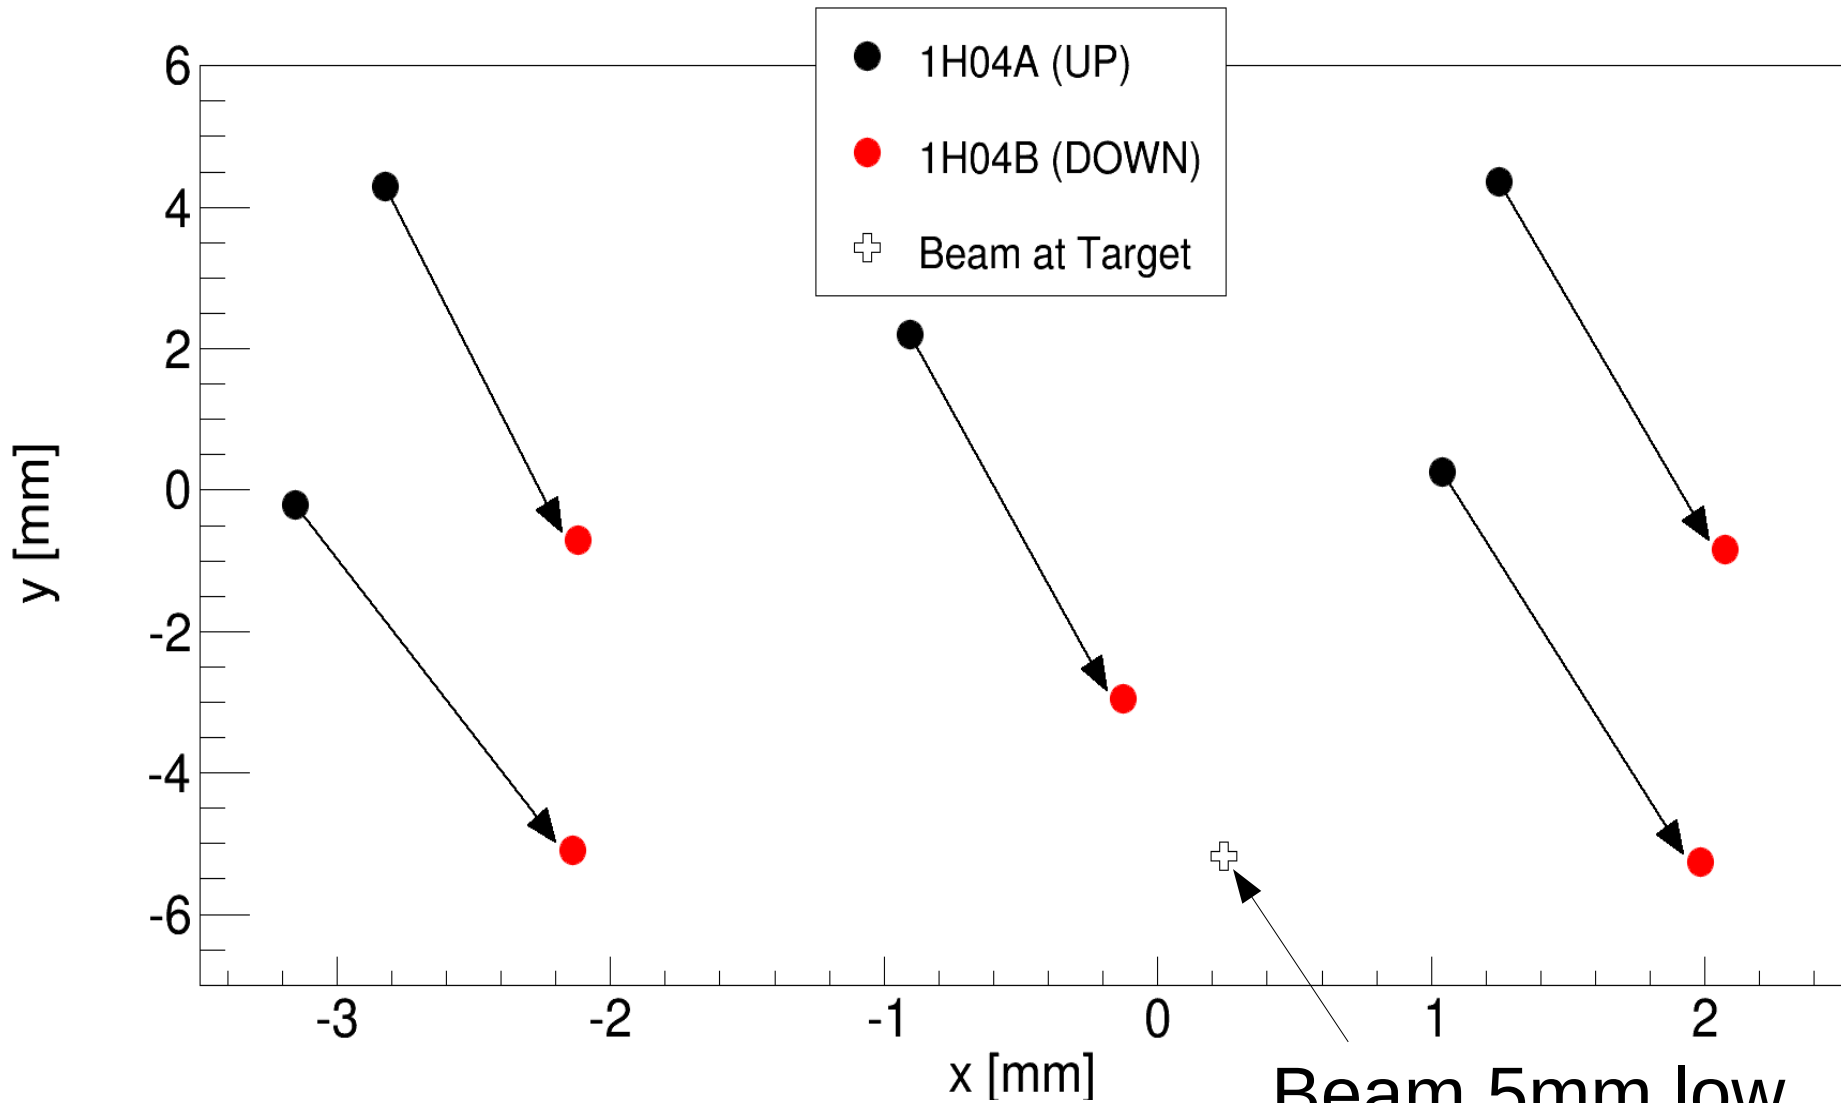 1H04A (UP)
1H04B (DOWN)
Beam at Target
y [mm]
6
4
2
0
-2
-4
-6
-3 -2 -1 0 1 2
x [mm]
Beam 5mm low